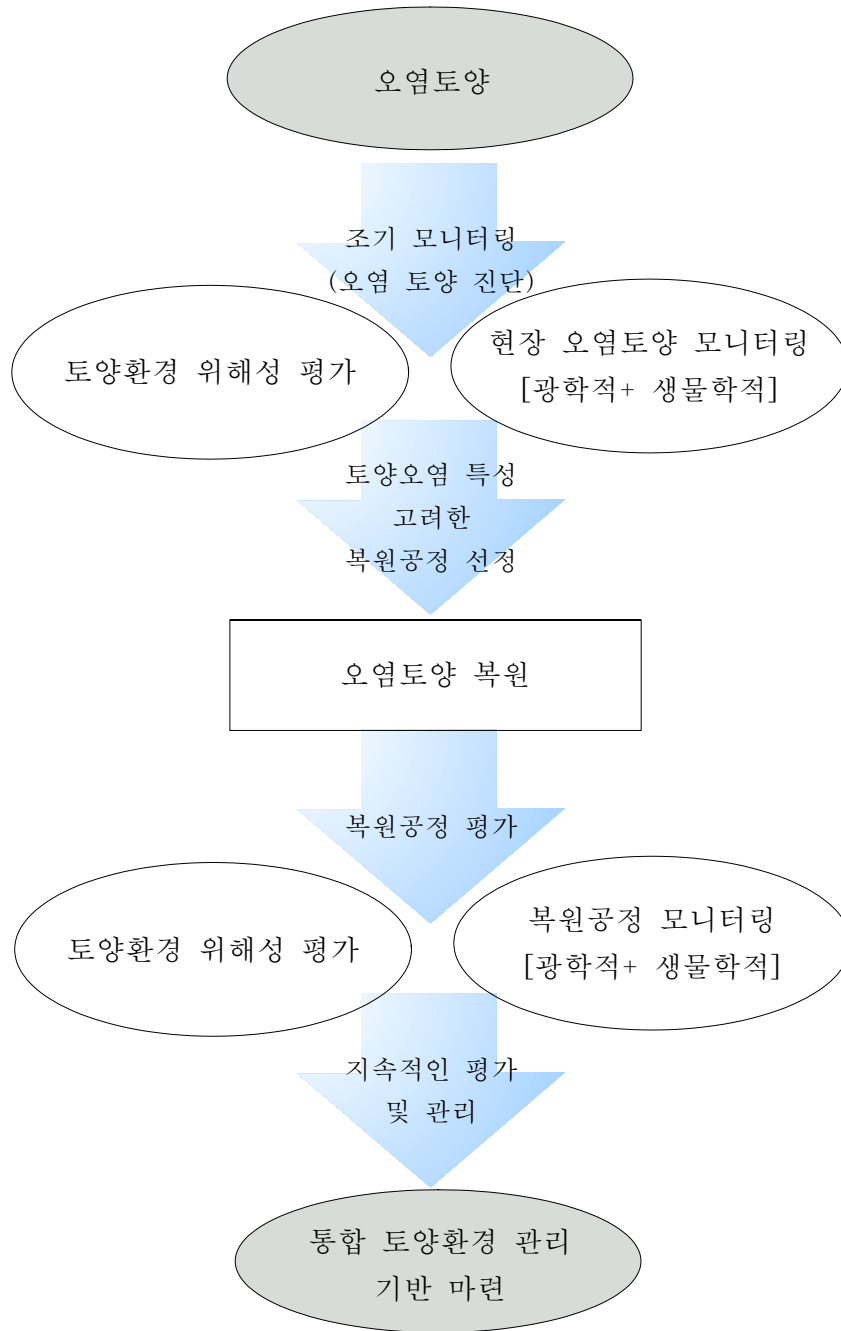 오염토양
조기 모니터링
(오염 토양 진단)
토양환경 위해성 평가
현장 오염토양 모니터링
[광학적+ 생물학적]
토양오염 특성
고려한
복원공정 선정
오염토양 복원
복원공정 평가
토양환경 위해성 평가
복원공정 모니터링
[광학적+ 생물학적]
지속적인 평가
및 관리
통합 토양환경 관리
기반 마련